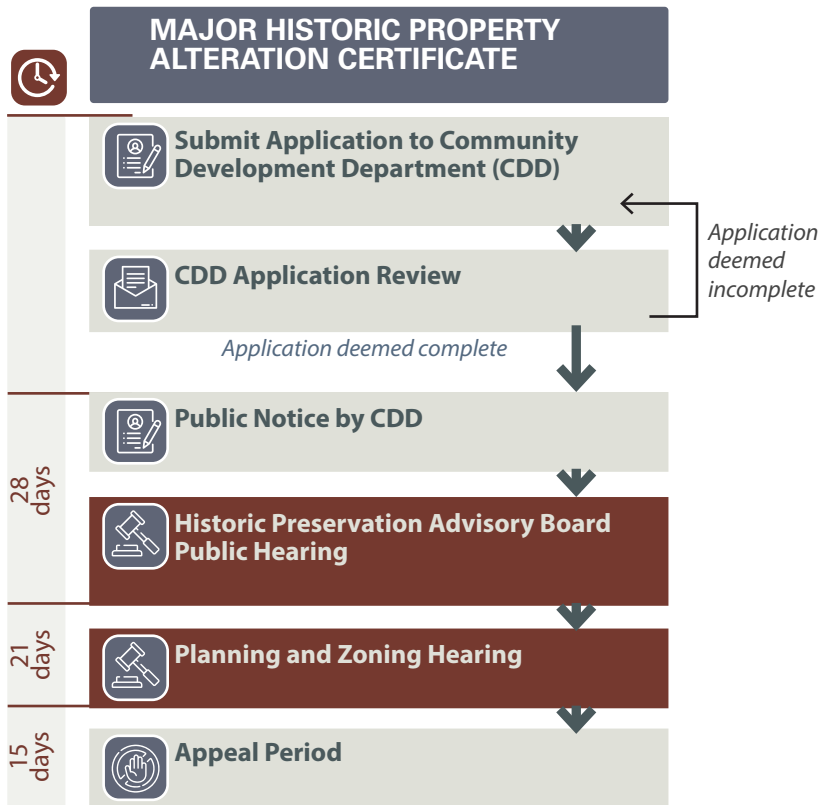 MAJOR HISTORIC PROPERTY
ALTERATION CERTIFICATE
Submit Application to Community
Development Department (CDD)
Application
deemed
incomplete
CDD Application Review
Application deemed complete
28
days
Public Notice by CDD
Historic Preservation Advisory Board
Public Hearing
21
days
Planning and Zoning Hearing
15
days
Appeal Period